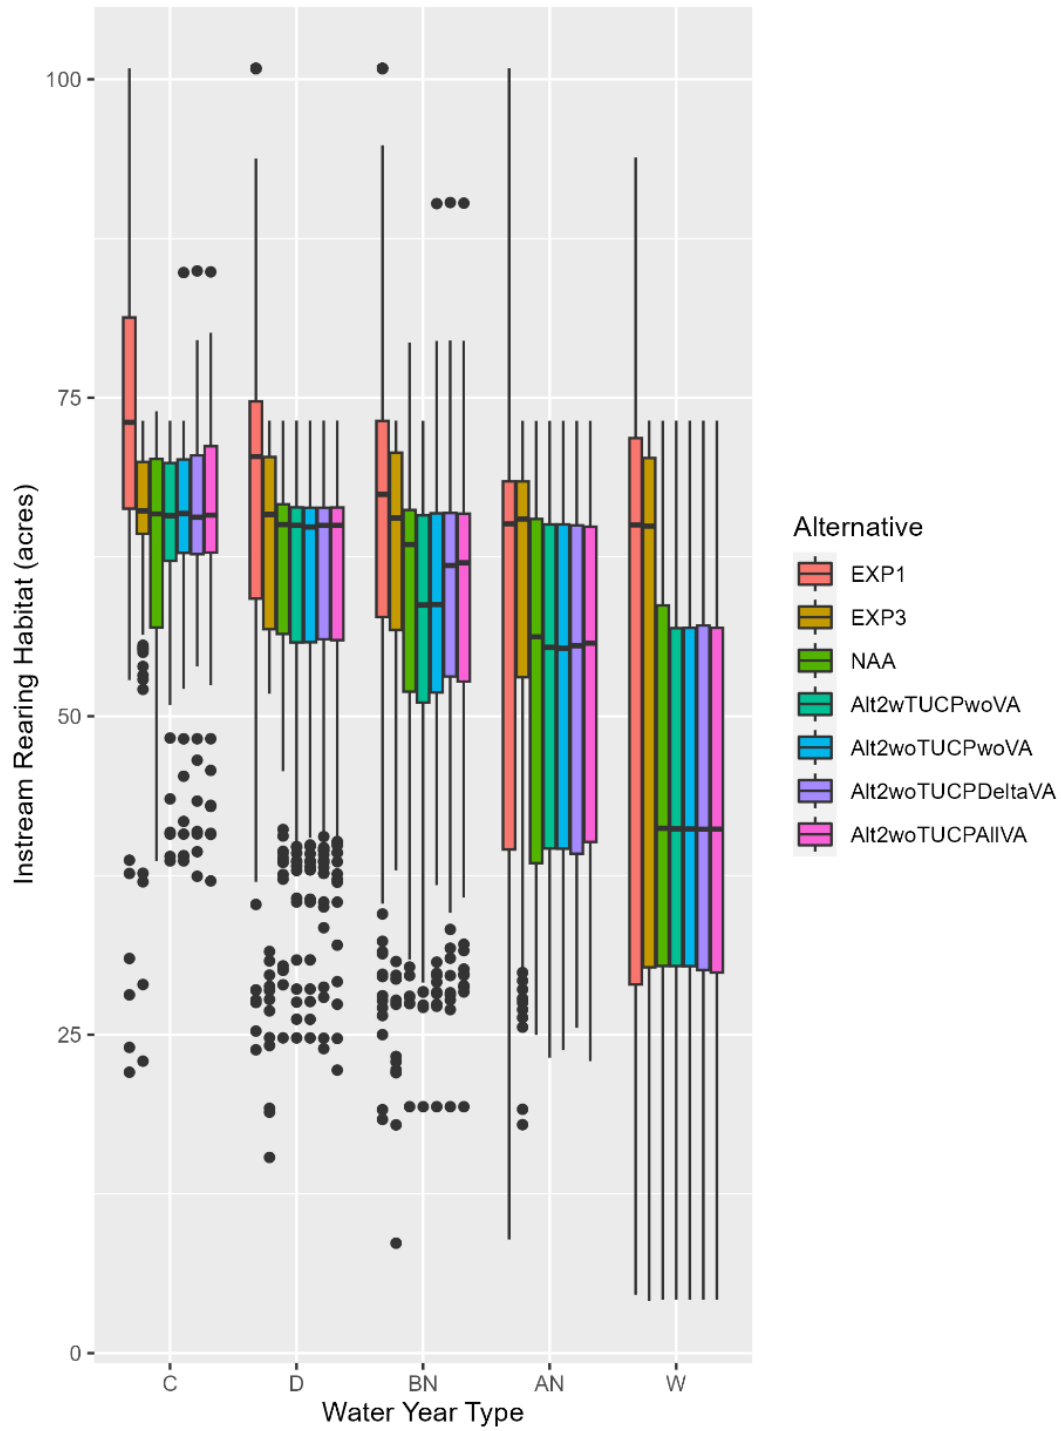 Instream Rearing Habitat (acres)
100
75
50
25
0
C D BN AN W
Water Year Type
Alternative
EXP1
EXP3
NAA
Alt2wTUCPwoVA
Alt2woTUCPwoVA
Alt2woTUCPDeltaVA
Alt2woTUCPAllVA